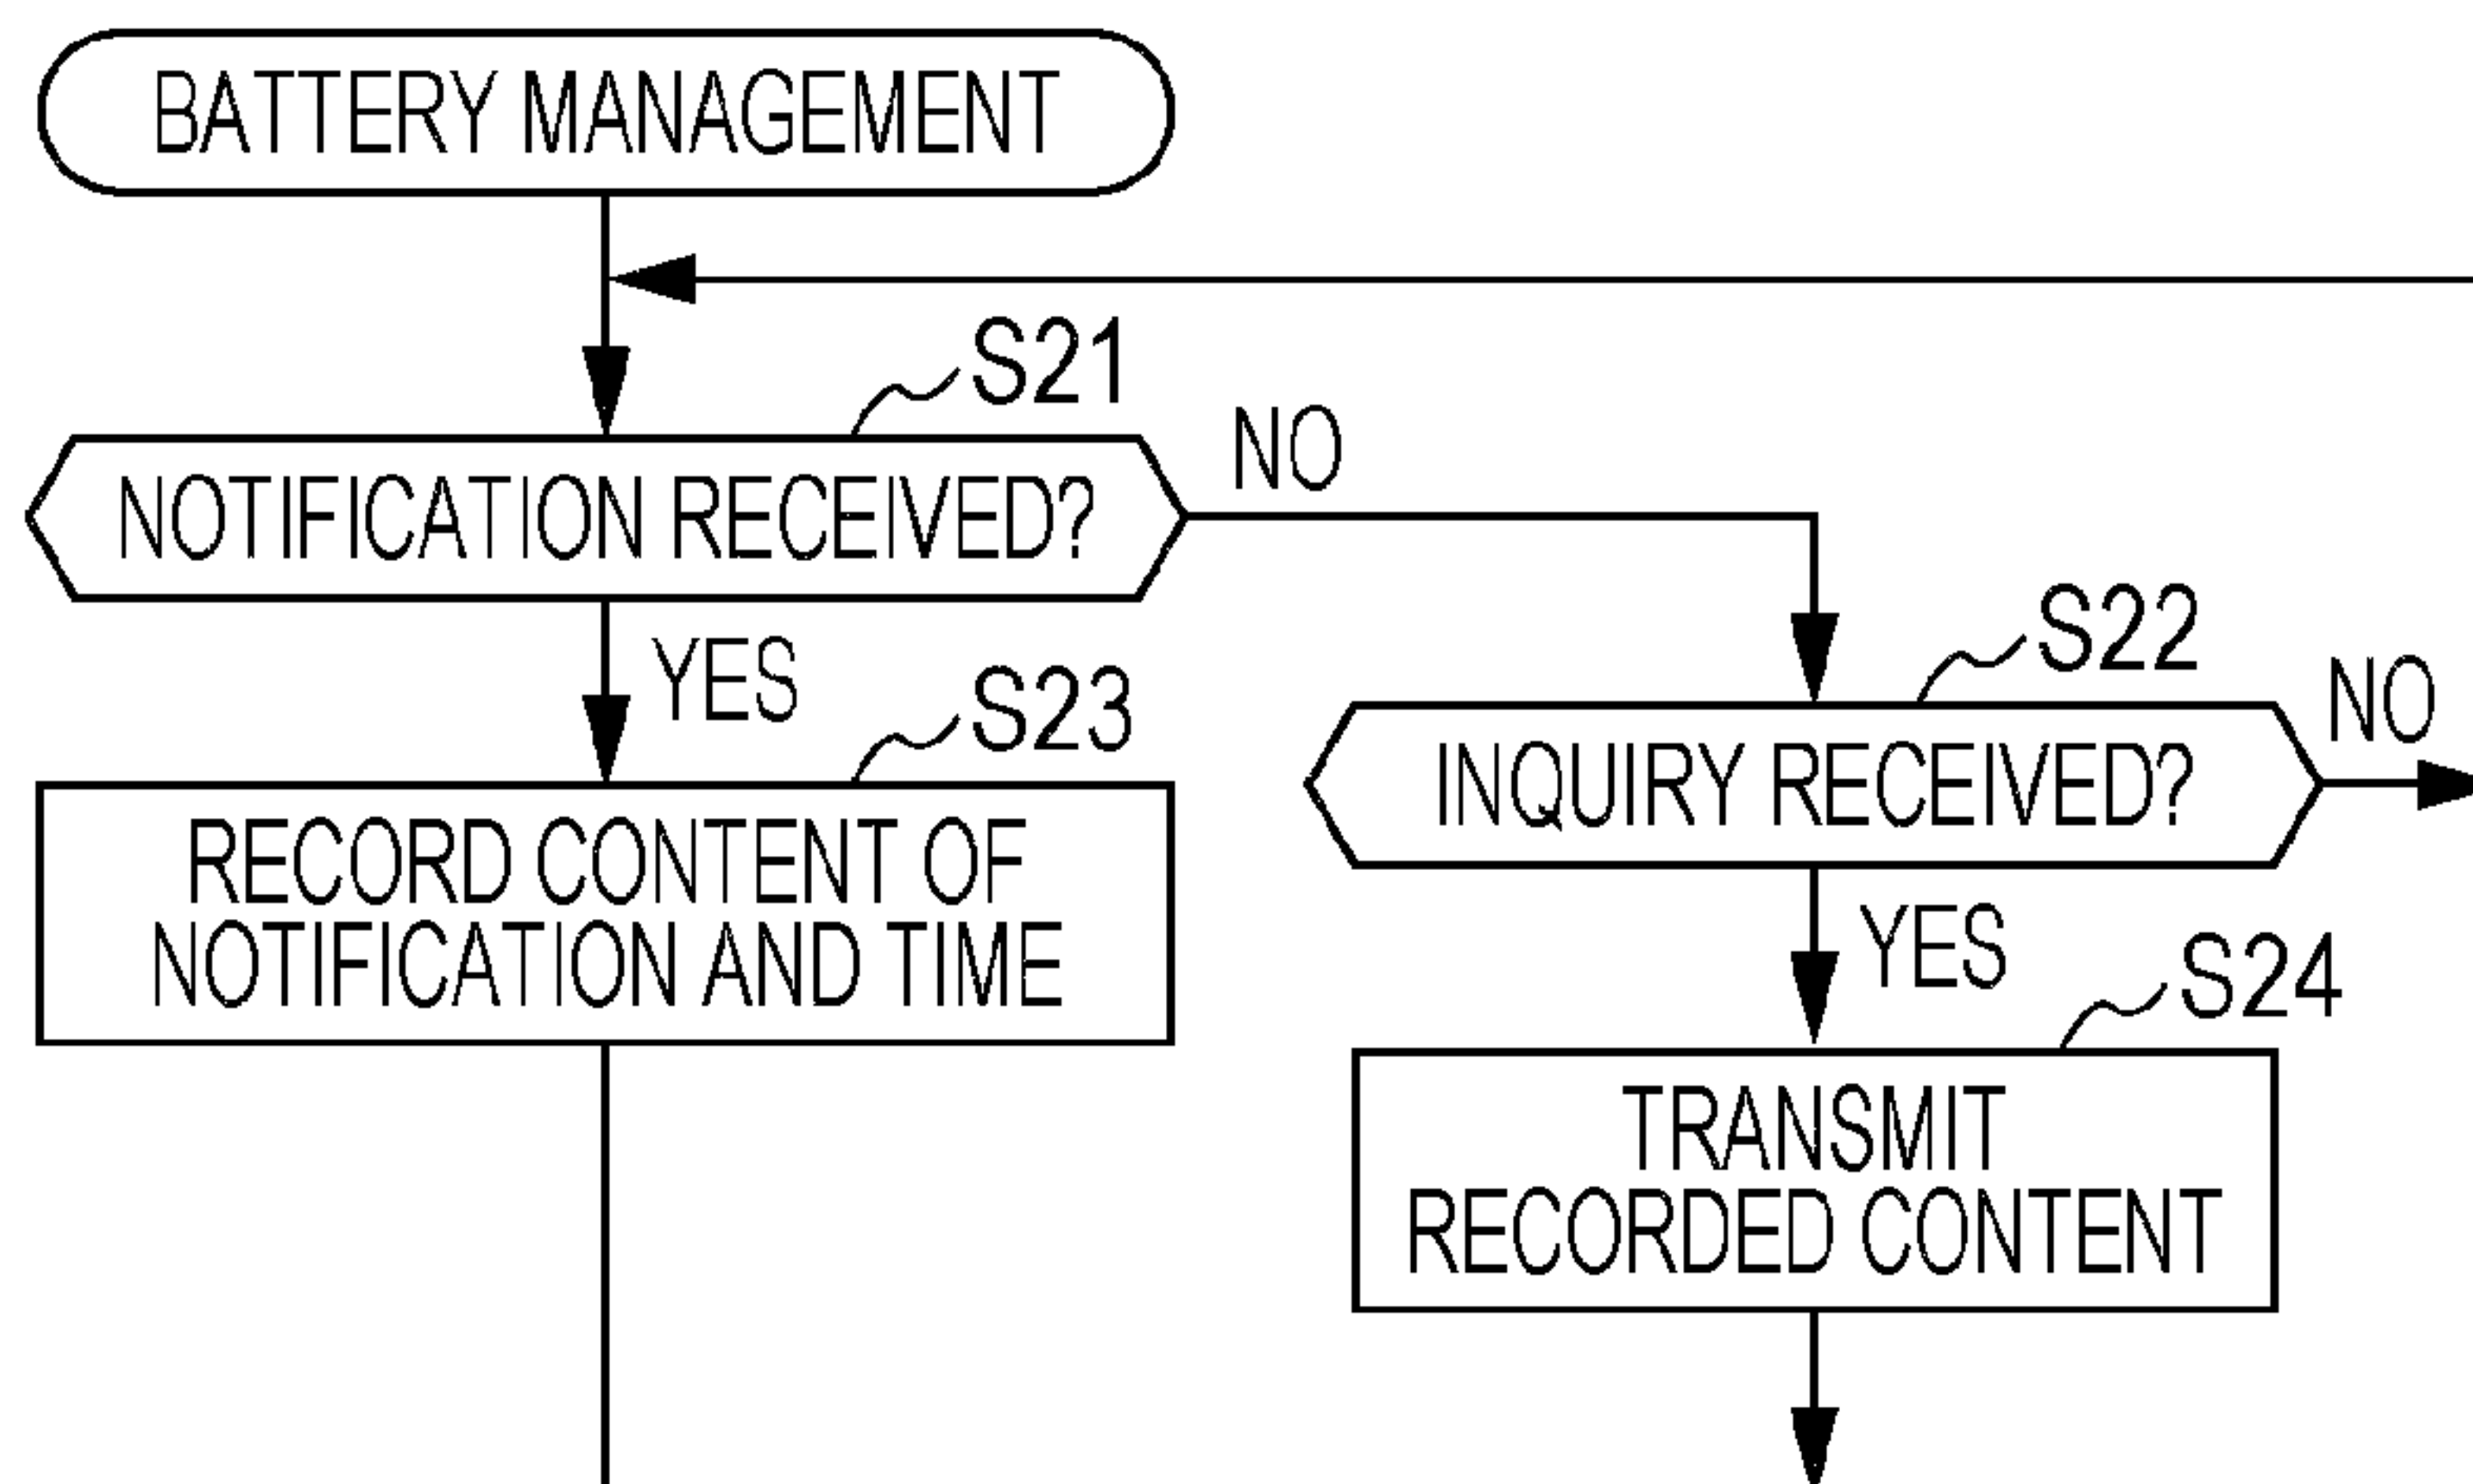 BATTERY MANAGEMENT
S21
NOTIFICATION RECEIVED?
NO
YES
S22
INQUIRY RECEIVED?
NO
S23
RECORD CONTENT OF
NOTIFICATION AND TIME
YES
S24
TRANSMIT
RECORDED CONTENT